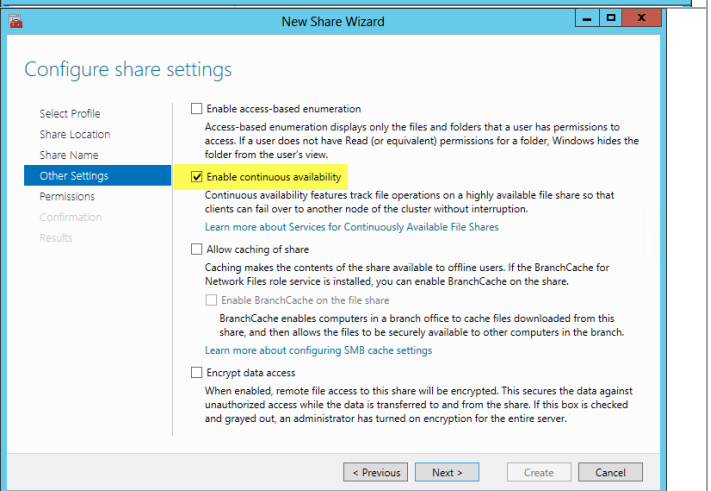 New Share Wizard
Configure share settings
Select Profile
Share Location
Share Name
Other Settings
Permissions
Confirmation
Results
Enable access-based enumeration
Access-based enumeration displays only the files and folders that a user has permissions to
access. If a user does not have Read (or equivalent) permissions for a folder, Windows hides the
folder from the user's view.
Enable continuous availability
Continuous availability features track file operations on a highly available file share so that
clients can fail over to another node of the cluster without interruption.
Learn more about Services for Continuously Available File Shares
Allow caching of share
Caching makes the contents of the share available to offline users. If the BranchCache for
Network Files role service is installed, you can enable BranchCache on the share.
Enable BranchCache on the file share
BranchCache enables computers in a branch office to cache files downloaded from this
share, and then allows the files to be securely available to other computers in the branch.
Learn more about configuring SMB cache settings
Encrypt data access
When enabled, remote file access to this share will be encrypted. This secures the data against
unauthorized access while the data is transferred to and from the share. If this box is checked
and grayed out, an administrator has turned on encryption for the entire server.
< Previous
Next >
Create
Cancel